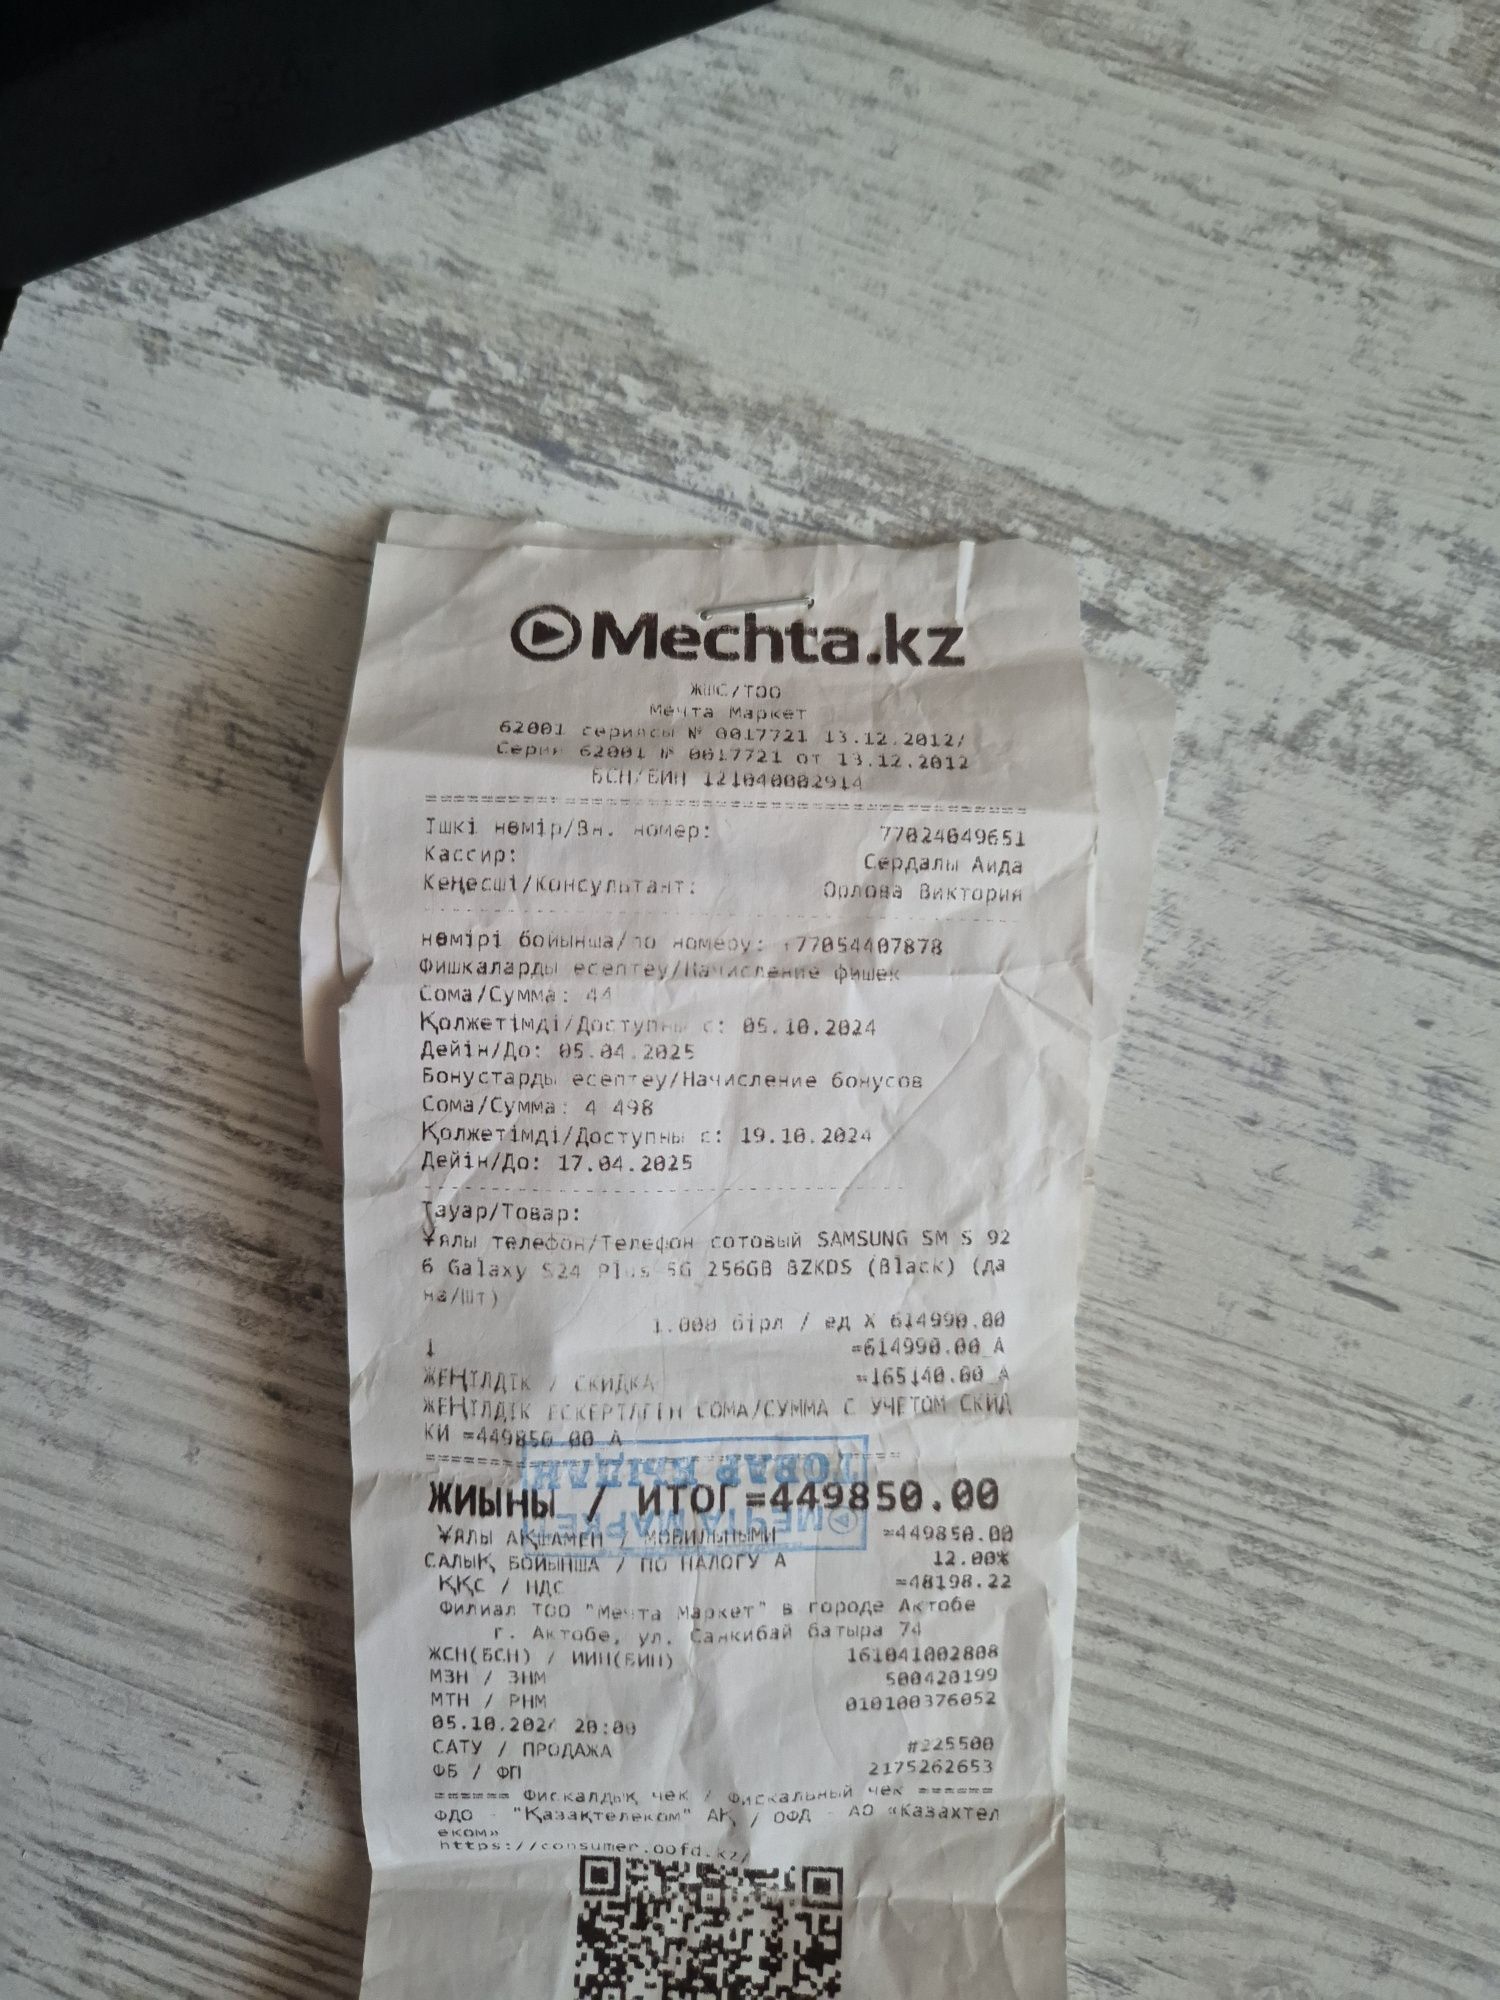 Mechta.kz
ЖШС/ТОО
Мечта Маркет
62001 сериясы № 0017721 13.12.2012/
Серия 62001 № 0017721 от 13.12.2012
БСН/БИН 121040002914
Ішкі нөмір/Вн. номер: 77024049651
Кассир: Сердалы Аида
Кеңесші/Консультант: Орлова Виктория
нөмірі бойынша/по номеру: +77054407878
Фишкаларды есептеу/Начисление фишек
Сома/Сумма: 44
Қолжетімді/Доступны с: 05.10.2024
Дейін/До: 05.04.2025
Бонустарды есептеу/Начисление бонусов
Сома/Сумма: 4 498
Қолжетімді/Доступны с: 19.10.2024
Дейін/До: 17.04.2025
Тауар/Товар:
Ұялы телефон/Телефон сотовый SAMSUNG SM S 92
6 Galaxy S24 Plus 5G 256GB BZKDS (Black) (да
на/Шт)
1.000 бірл / ед X 614990.00
1 =614990.00 А
ЖЕҢІЛДІК / СКИДКА =165140.00 А
ЖЕҢІЛДІК ЕСКЕРІЛГЕН СОМА/СУММА С УЧЕТОМ СКИД
КИ =449850.00 А
ЖИЫНЫ / ИТОГ =449850.00
ҰЯЛЫ АҚШАМЕН / МОБИЛЬНЫМИ =449850.00
САЛЫҚ БОЙЫНША / ПО НАЛОГУ А 12.00%
ҚҚС / НДС =48198.22
Филиал ТОО "Мечта Маркет" в городе Актобе
г. Актобе, ул. Санкибай батыра 74
ЖСН(БСН) / ИИН(БИН) 161041002808
МЗН / ЗНМ 500420199
МТН / РНМ 010100376052
05.10.2024 20:00
САТУ / ПРОДАЖА #225500
ФБ / ФП 2175262653
====== Фискалдық чек / Фискальный чек ======
ФДО - "Қазақтелеком" АҚ / ОФД - АО «Казахтел
еком»
https://consumer.oofd.kz/